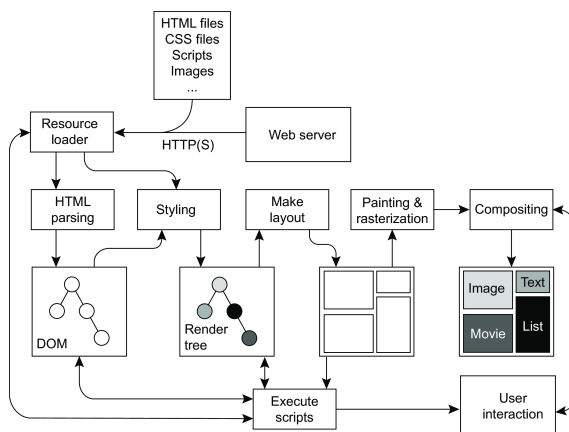 HTML files
CSS files
Scripts
Images
...
Resource
loader
HTTP(S)
Web server
HTML
parsing
Styling
Make
layout
Painting &
rasterization
Compositing
DOM
Render
tree
Image
Text
Movie
List
Execute
scripts
User
interaction